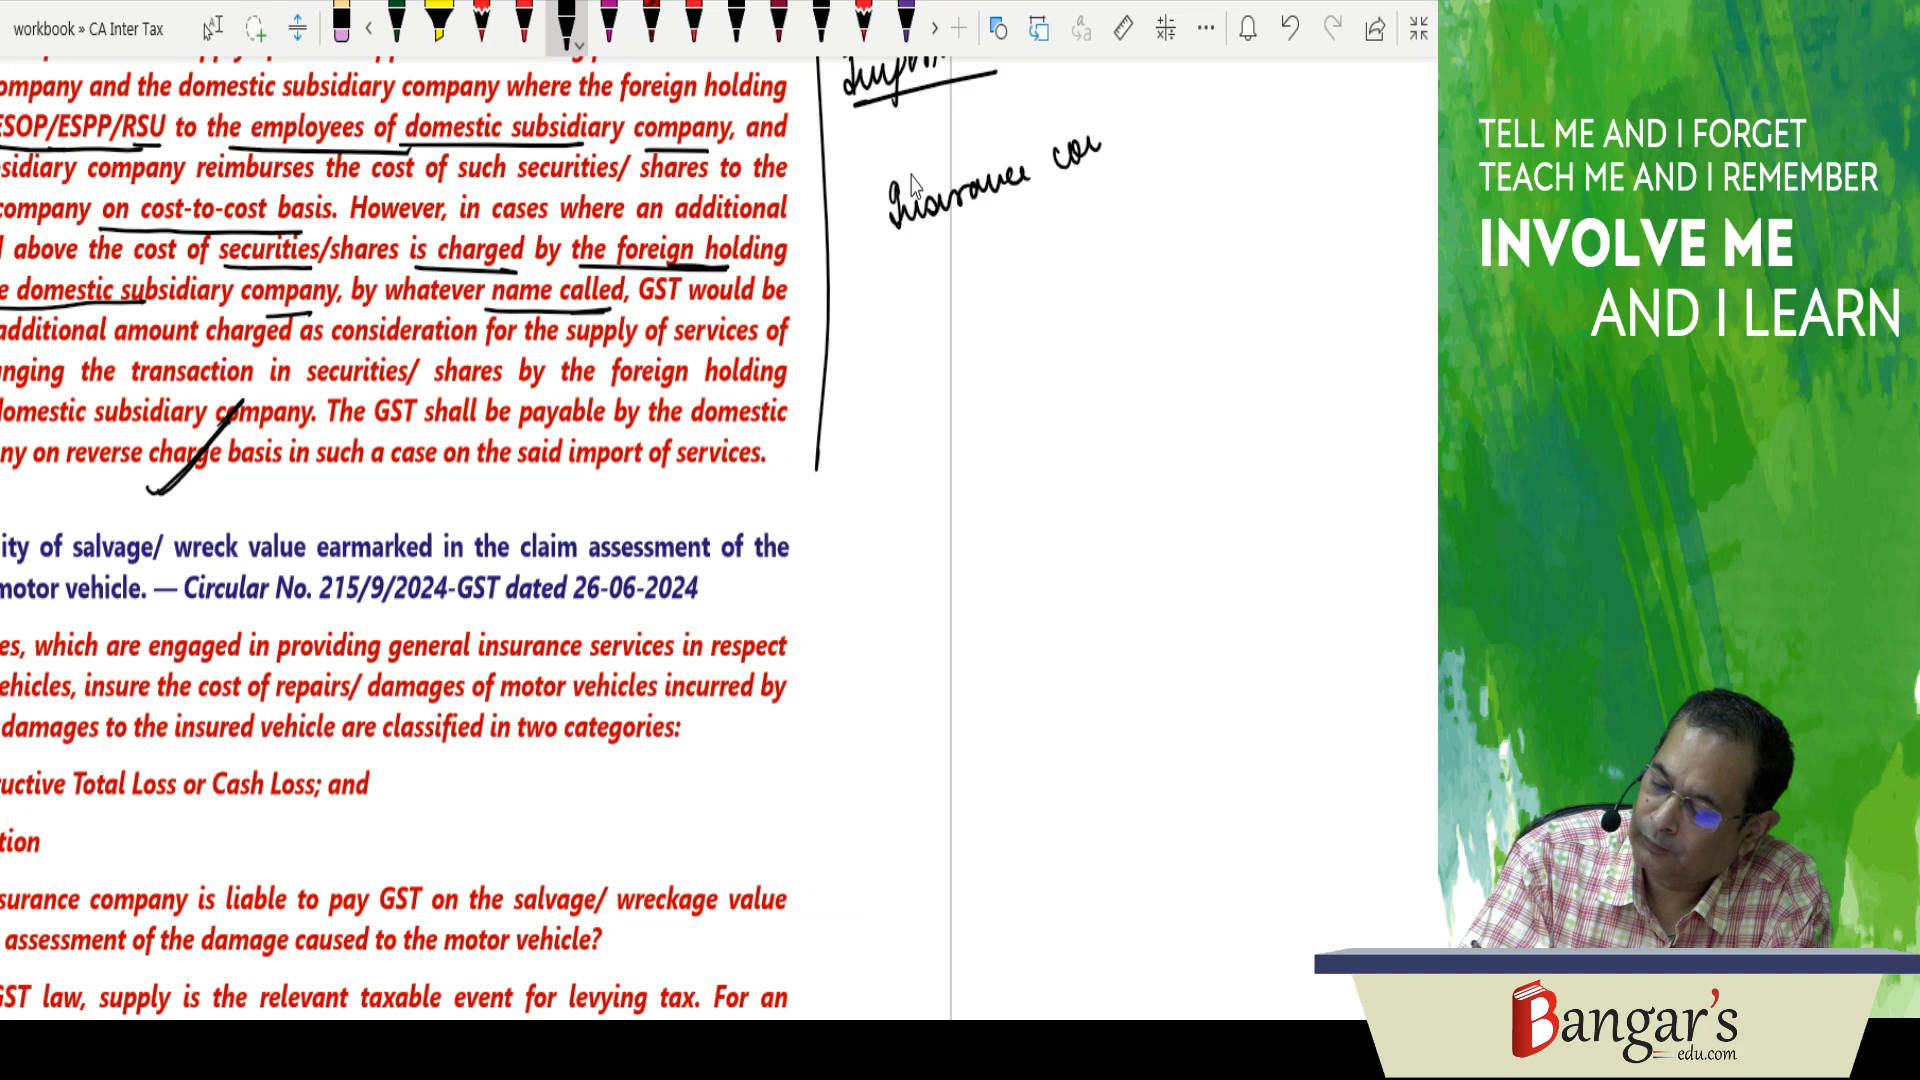 workbook » CA Inter Tax
ompany and the domestic subsidiary company where the foreign holding
ESOP/ESPP/RSU to the employees of domestic subsidiary company, and
sidiary company reimburses the cost of such securities/ shares to the
company on cost-to-cost basis. However, in cases where an additional
l above the cost of securities/shares is charged by the foreign holding
e domestic subsidiary company, by whatever name called, GST would be
additional amount charged as consideration for the supply of services of
nging the transaction in securities/ shares by the foreign holding
domestic subsidiary company. The GST shall be payable by the domestic
ny on reverse charge basis in such a case on the said import of services.
Insurance con
ity of salvage/ wreck value earmarked in the claim assessment of the
motor vehicle. — Circular No. 215/9/2024-GST dated 26-06-2024
es, which are engaged in providing general insurance services in respect
ehicles, insure the cost of repairs/ damages of motor vehicles incurred by
damages to the insured vehicle are classified in two categories:
ructive Total Loss or Cash Loss; and
tion
surance company is liable to pay GST on the salvage/ wreckage value
assessment of the damage caused to the motor vehicle?
GST law, supply is the relevant taxable event for levying tax. For an
TELL ME AND I FORGET
TEACH ME AND I REMEMBER
INVOLVE ME
AND I LEARN
Bangar's
edu.com